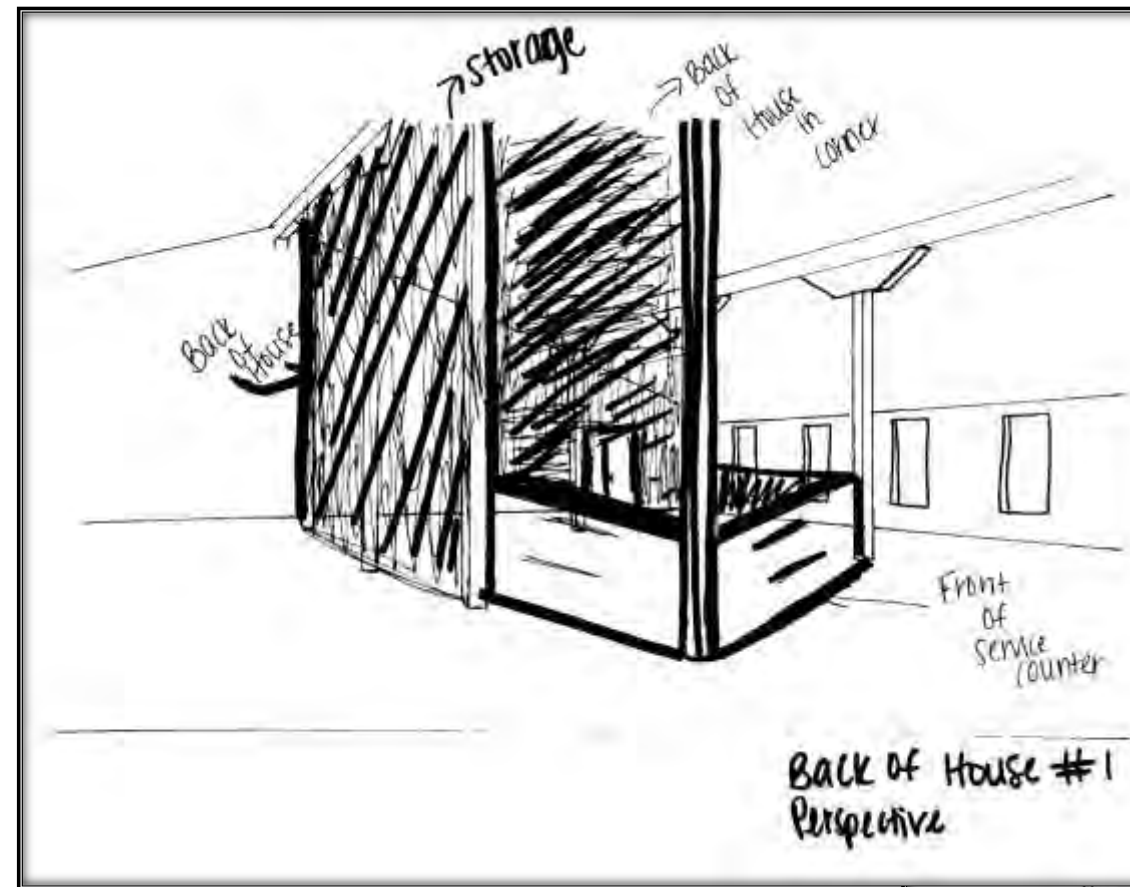 storage
Back
of
House
in
corner
Back
of
House
Front
of
service
counter
Back of House #1
Perspective